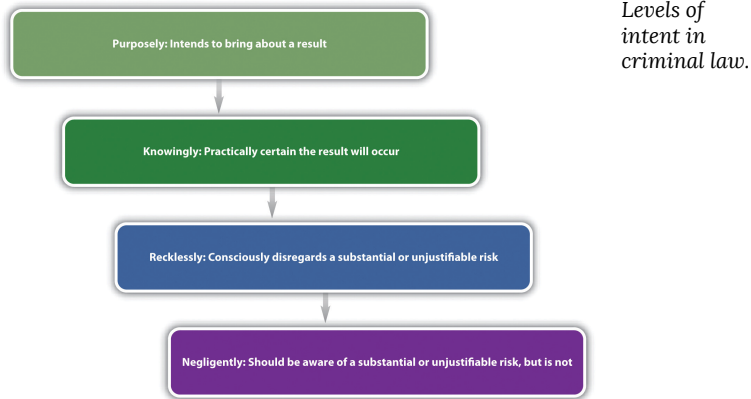 Levels of
intent in
criminal law.
Purposely: Intends to bring about a result
Knowingly: Practically certain the result will occur
Recklessly: Consciously disregards a substantial or unjustifiable risk
Negligently: Should be aware of a substantial or unjustifiable risk, but is not